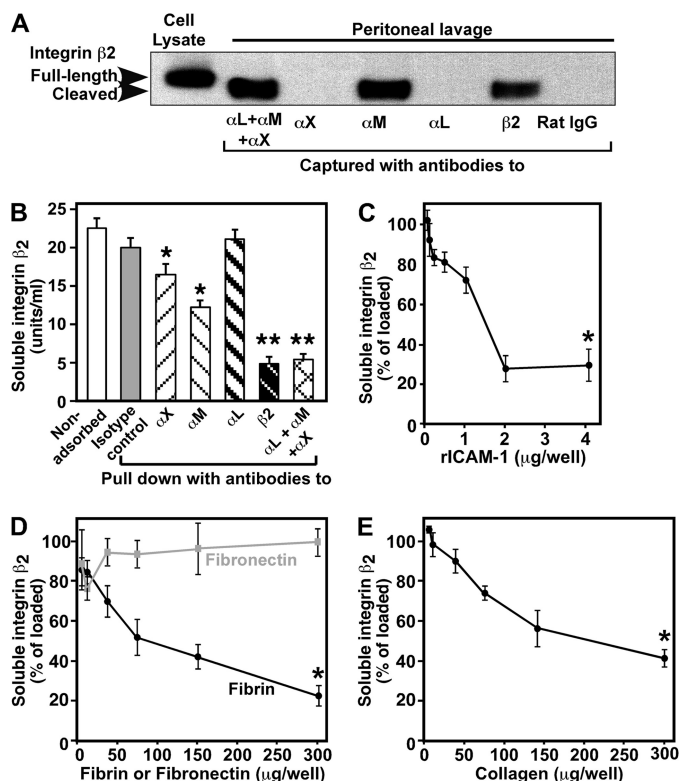 A
Cell
Lysate
Peritoneal lavage
Integrin β2
Full-length
Cleaved
αL+αM
+αX
αX
αM
αL
β2
Rat IgG
Captured with antibodies to
B
Soluble integrin β2
(units/ml)
25
20
15
10
5
0
*
*
**
**
Non-
adsorbed
Isotype
control
αX
αM
αL
β2
αL + αM
+αX
Pull down with antibodies to
C
Soluble integrin β2
(% of loaded)
100
80
60
40
20
0
*
0 1 2 3 4
rICAM-1 (μg/well)
D
Soluble integrin β2
(% of loaded)
100
80
60
40
20
0
Fibronectin
Fibrin
*
0 50 100 150 200 250 300
Fibrin or Fibronectin (μg/well)
E
Soluble integrin β2
(% of loaded)
100
80
60
40
20
0
*
0 50 100 150 200 250 300
Collagen (μg/well)